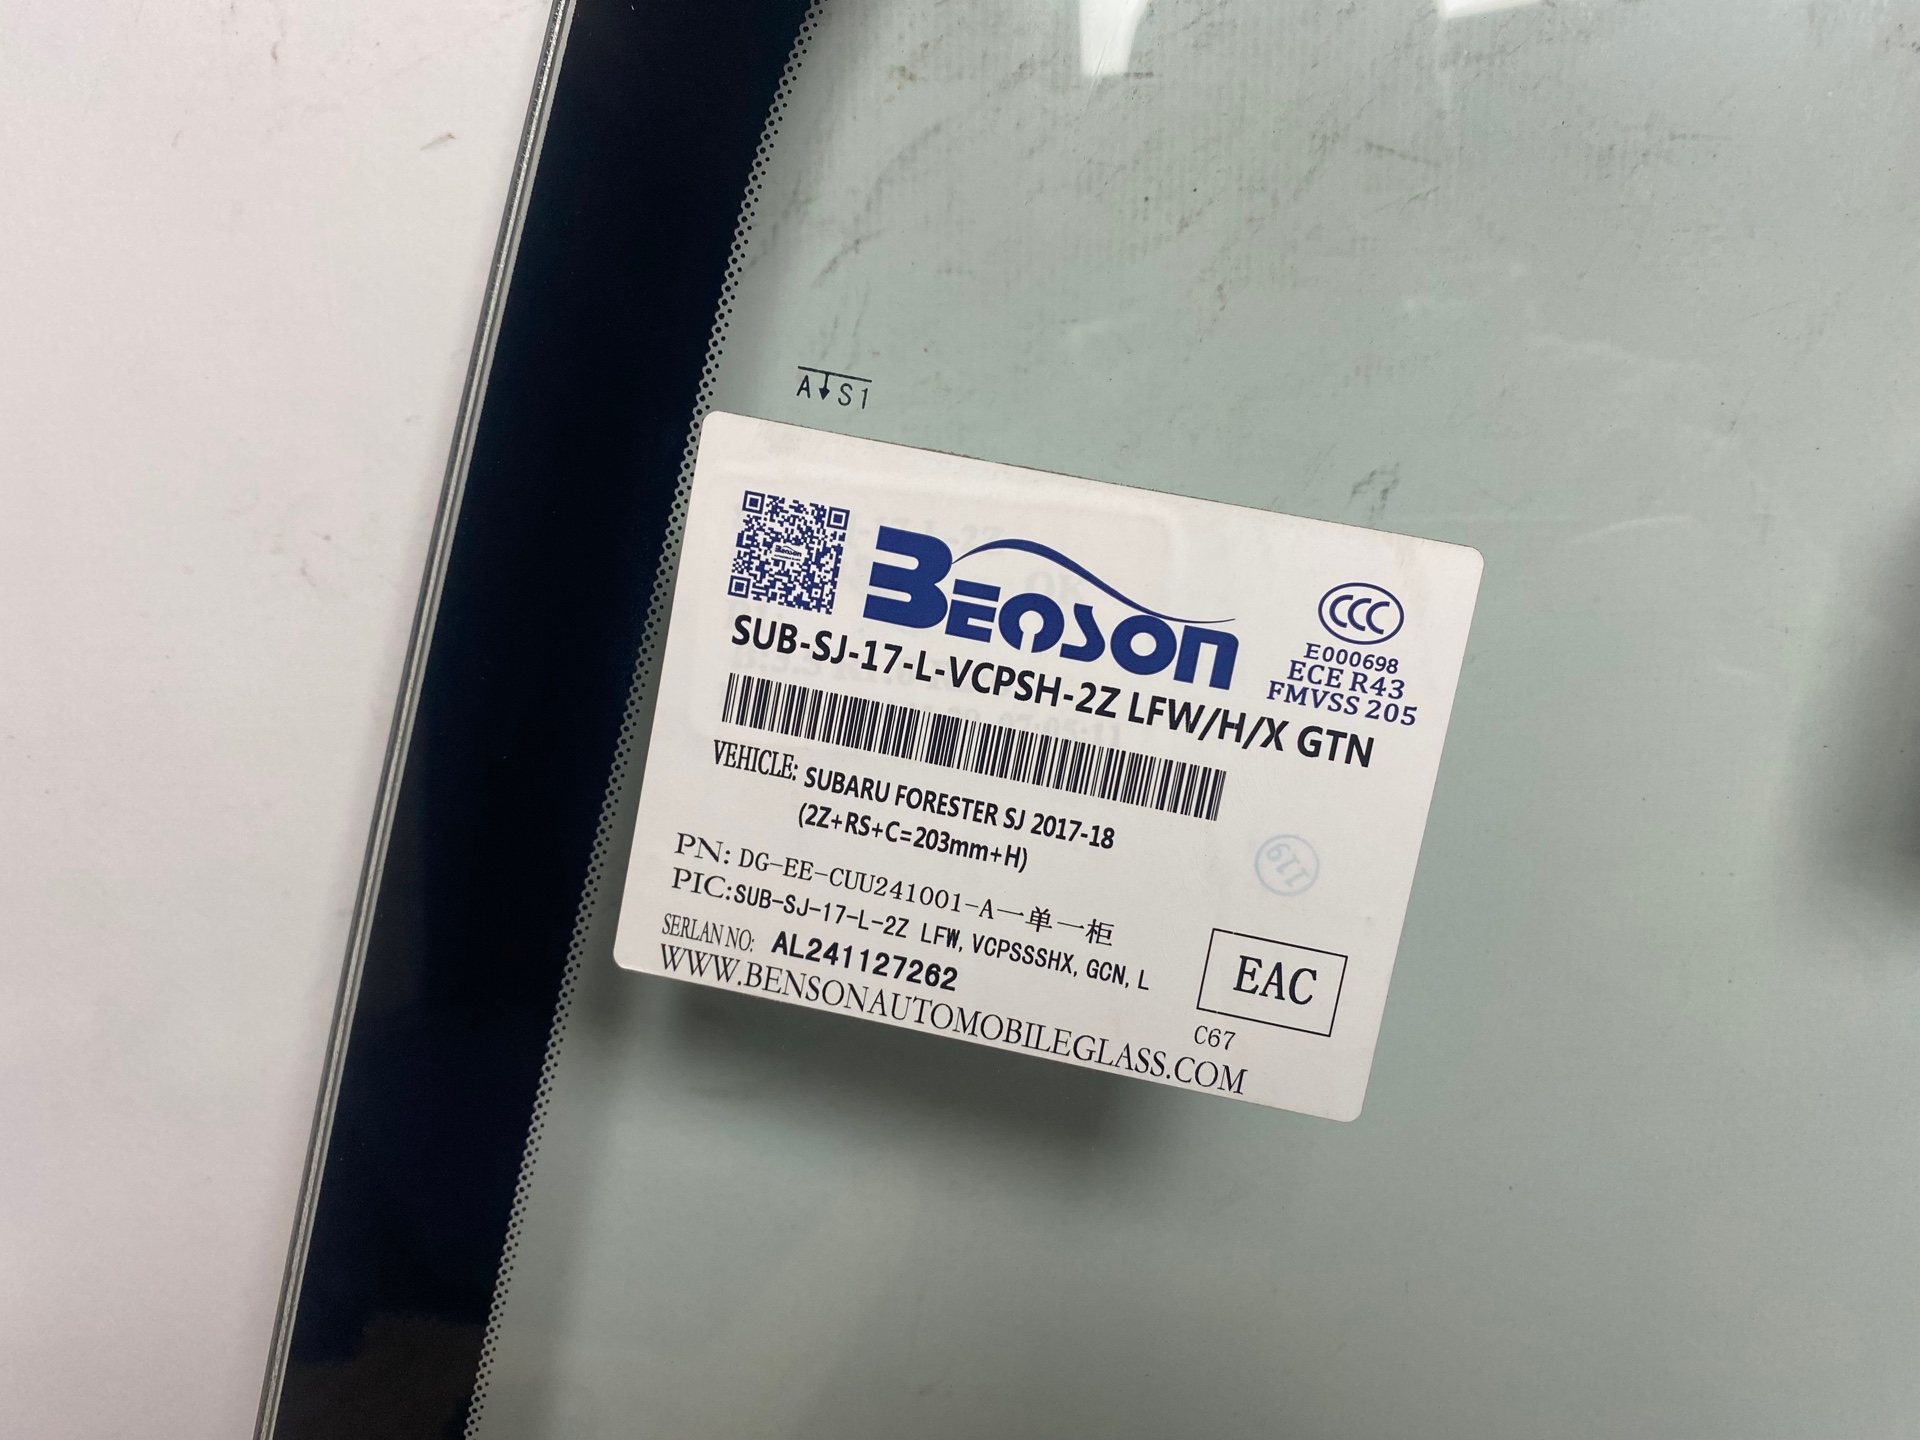 A↓S1
BENSON
CCC
E000698
ECE R43
FMVSS 205
SUB-SJ-17-L-VCPSH-2Z LFW/H/X GTN
VEHICLE: SUBARU FORESTER SJ 2017-18
(2Z+RS+C=203mm+H)
119
PN: DG-EE-CUU241001-A一单一柜
PIC:SUB-SJ-17-L-2Z LFW, VCPSSSHX, GCN, L
SERLAN NO: AL241127262
EAC
C67
WWW.BENSONAUTOMOBILEGLASS.COM